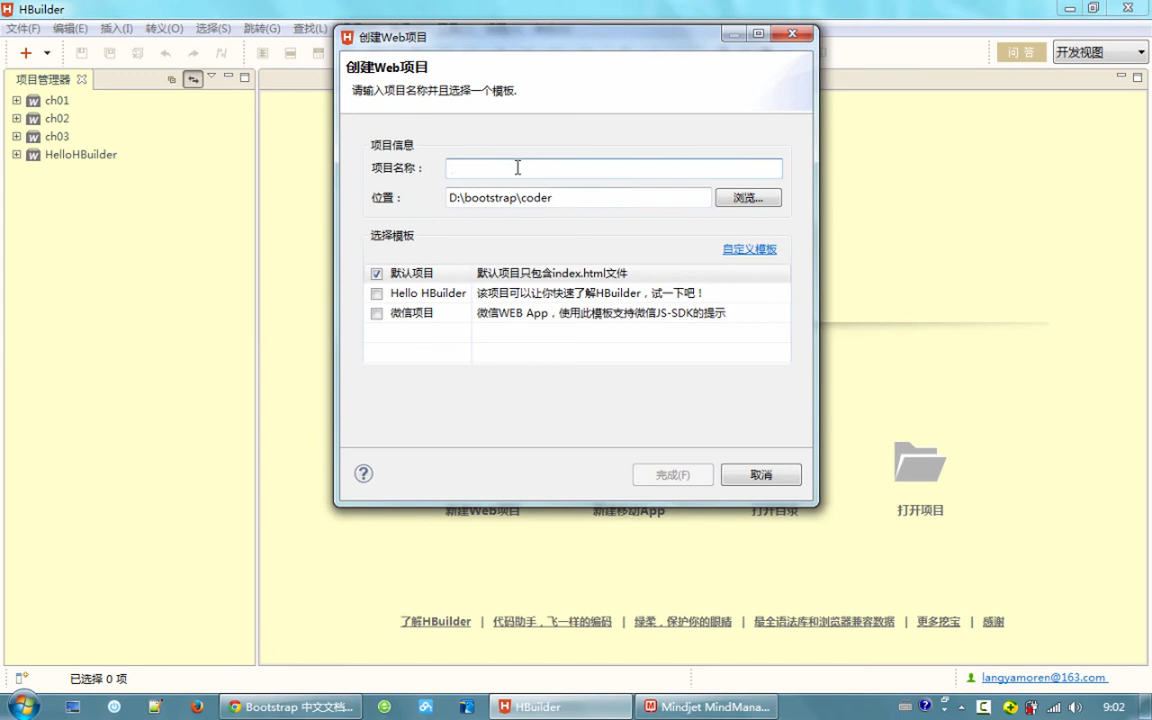 HBuilder
文件(F) 编辑(E) 插入(I) 转义(O) 选择(S) 跳转(G) 查找(L)
问 答 开发视图
项目管理器
ch01
ch02
ch03
HelloHBuilder
创建Web项目
创建Web项目
请输入项目名称并且选择一个模板.
项目信息
项目名称：
位置： D:\bootstrap\coder 浏览...
选择模板
自定义模板
默认项目 默认项目只包含index.html文件
Hello HBuilder 该项目可以让你快速了解HBuilder，试一下吧！
微信项目 微信WEB App，使用此模板支持微信JS-SDK的提示
完成(F) 取消
新建Web项目 新建移动App 打开目录 打开项目
了解HBuilder | 代码助手，飞一样的编码 | 绿柔，保护你的眼睛 | 最全语法库和浏览器兼容数据 | 更多挖宝 | 感谢
已选择 0 项 langyamoren@163.com
Bootstrap 中文文档... HBuilder Mindjet MindMana... 9:02